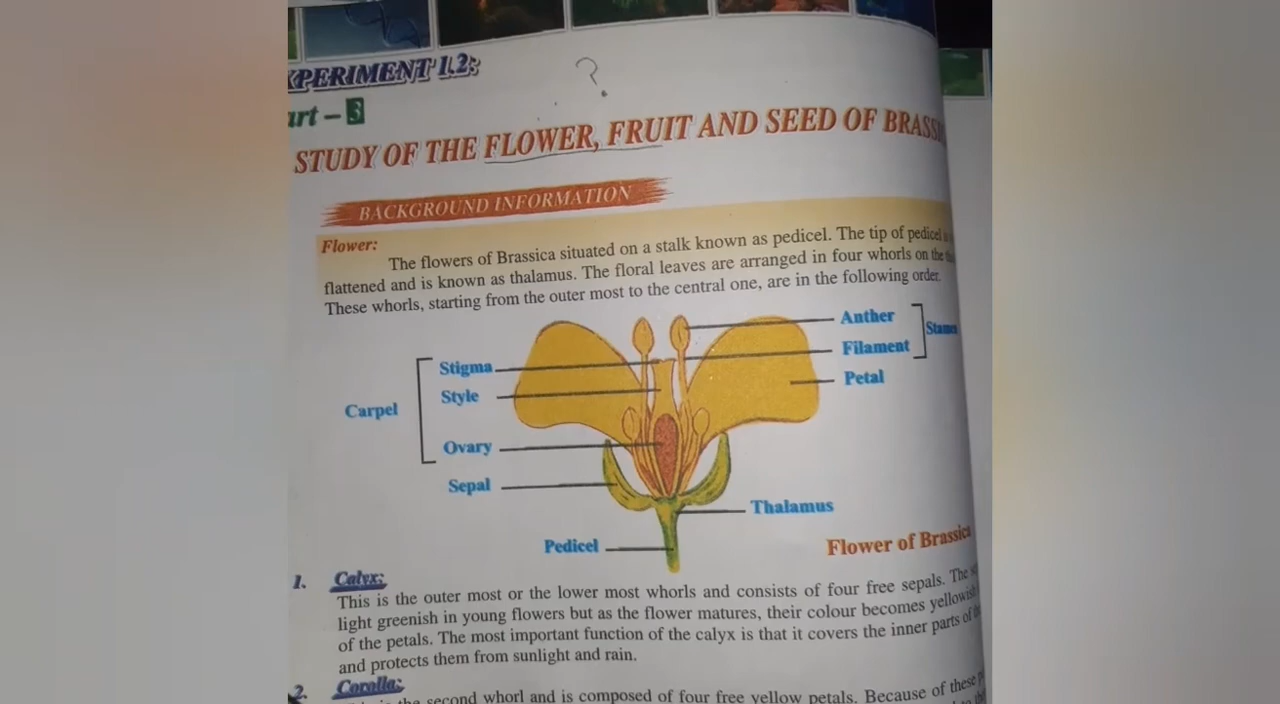 XPERIMENT 1.2:
?
art – 3
STUDY OF THE FLOWER, FRUIT AND SEED OF BRASSI
BACKGROUND INFORMATION
Flower:
The flowers of Brassica situated on a stalk known as pedicel. The tip of pedicel
flattened and is known as thalamus. The floral leaves are arranged in four whorls on the
These whorls, starting from the outer most to the central one, are in the following order.
Anther
Stamen
Filament
Petal
Stigma
Style
Carpel
Ovary
Sepal
Thalamus
Pedicel
Flower of Brassica
1. Calyx:
This is the outer most or the lower most whorls and consists of four free sepals. The
light greenish in young flowers but as the flower matures, their colour becomes yellowish
of the petals. The most important function of the calyx is that it covers the inner parts of
and protects them from sunlight and rain.
2. Corolla:
the second whorl and is composed of four free yellow petals. Because of these